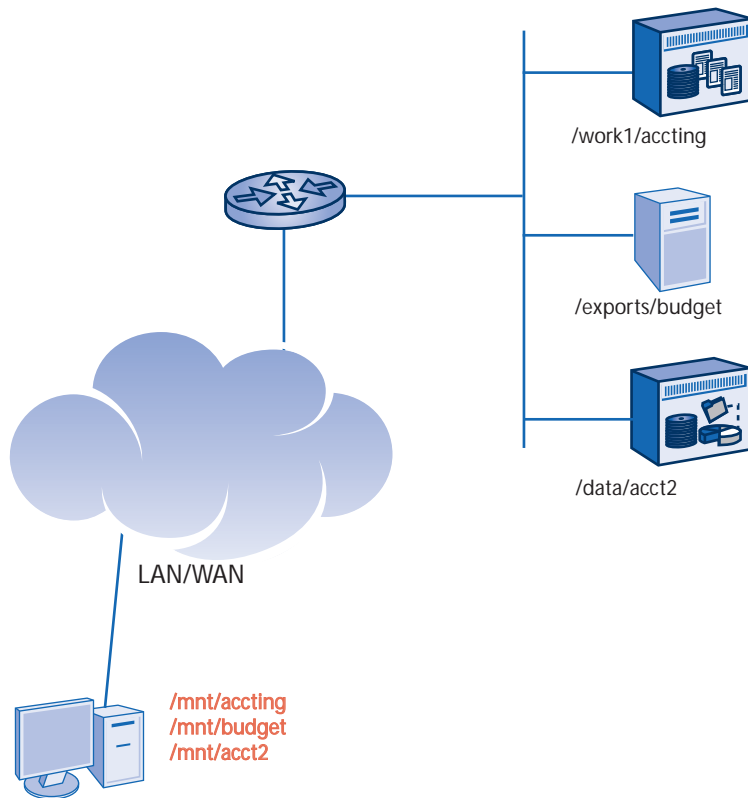 /work1/accting
/exports/budget
/data/acct2
LAN/WAN
/mnt/accting
/mnt/budget
/mnt/acct2